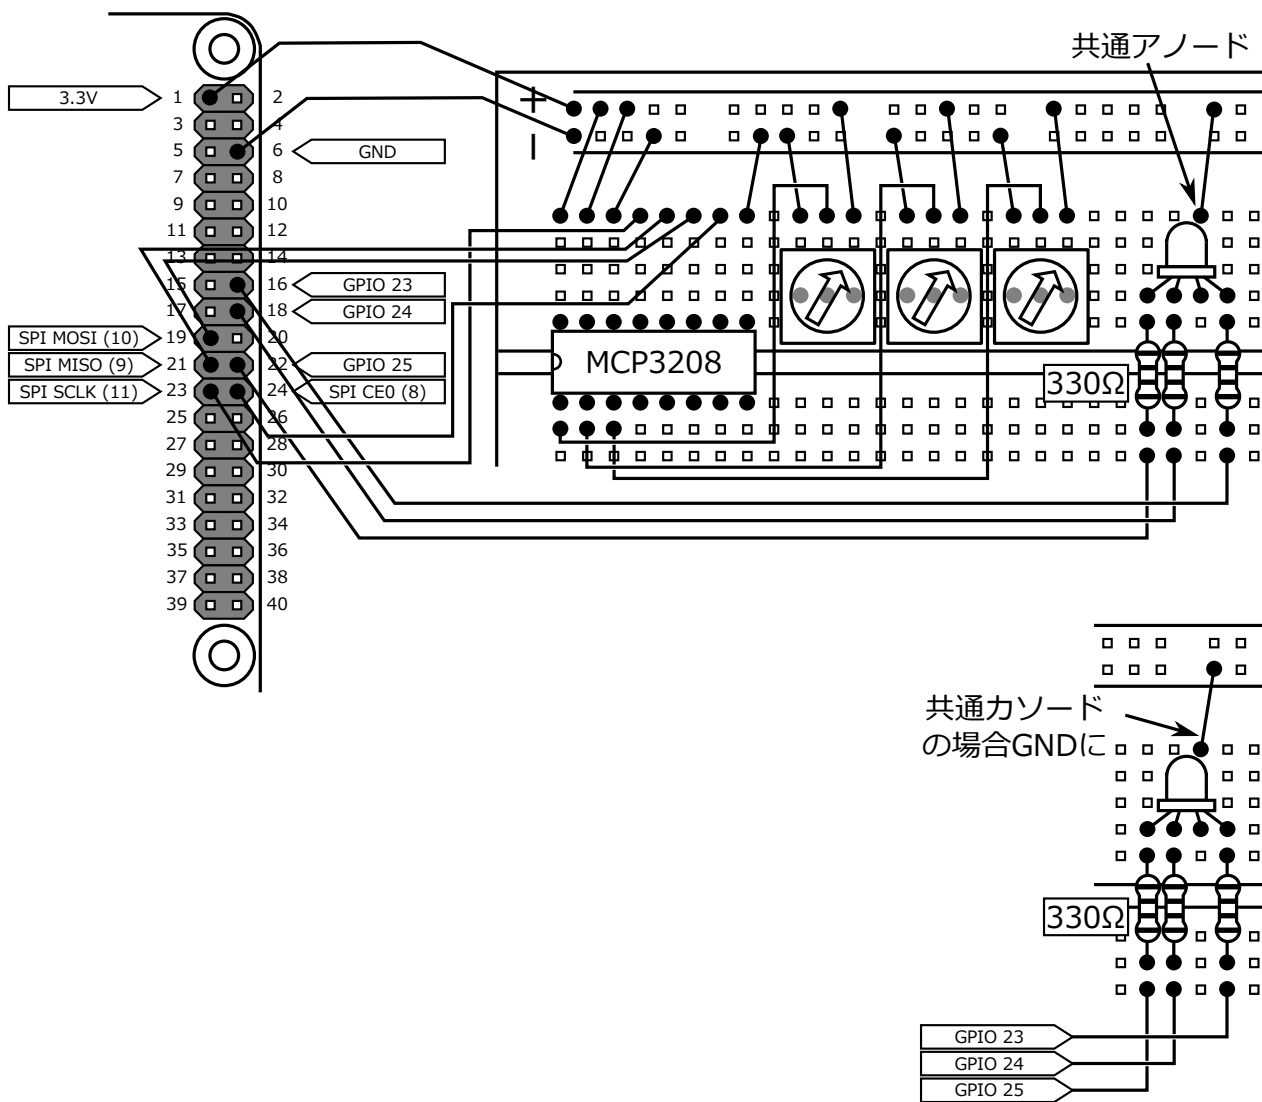 共通アノード
+
−
3.3V
1 2
3 4
5 6
GND
7 8
9 10
11 12
13 14
15 16
GPIO 23
17 18
GPIO 24
SPI MOSI (10)
19 20
SPI MISO (9)
21 22
GPIO 25
SPI SCLK (11)
23 24
SPI CE0 (8)
25 26
27 28
29 30
31 32
33 34
35 36
37 38
39 40
MCP3208
330Ω
共通カソード
の場合GNDに
330Ω
GPIO 23
GPIO 24
GPIO 25